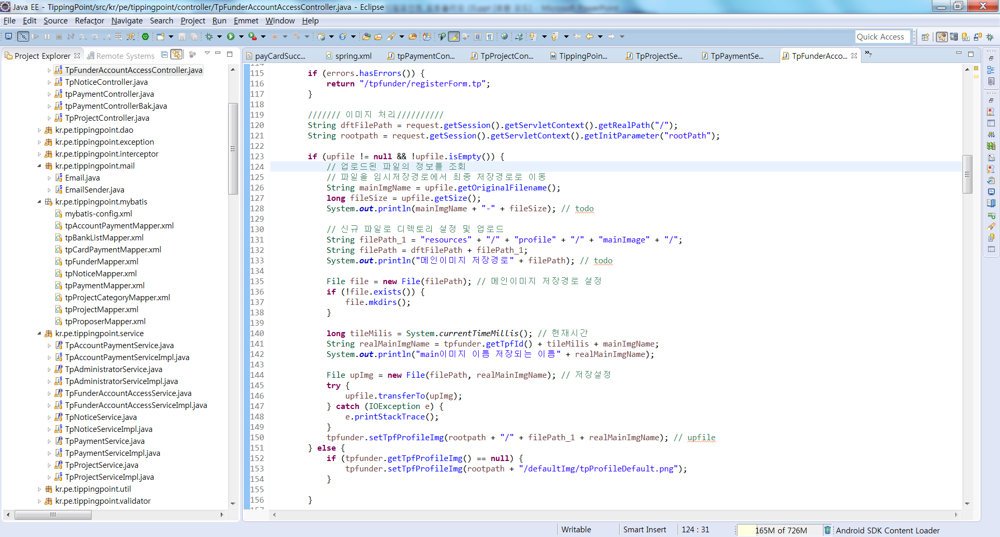 Java EE - TippingPoint/src/kr/pe/tippingpoint/controller/TpFunderAccountAccessController.java - Eclipse
File Edit Source Refactor Navigate Search Project Run Emmet Window Help
Quick Access
Project Explorer Remote Systems
payCardSucc... spring.xml tpPaymentCon... TpProjectCon... TippingPoin... TpProjectSe... TpPaymentSe... TpFunderAcco... »7
TpFunderAccountAccessController.java
TpNoticeController.java
tpPaymentController.java
tpPaymentControllerBak.java
TpProjectController.java
kr.pe.tippingpoint.dao
kr.pe.tippingpoint.exception
kr.pe.tippingpoint.interceptor
kr.pe.tippingpoint.mail
Email.java
EmailSender.java
kr.pe.tippingpoint.mybatis
mybatis-config.xml
tpAccountPaymentMapper.xml
tpBankListMapper.xml
tpCardPaymentMapper.xml
tpFunderMapper.xml
tpNoticeMapper.xml
tpPaymentMapper.xml
tpProjectCategoryMapper.xml
tpProjectMapper.xml
tpProposerMapper.xml
kr.pe.tippingpoint.service
TpAccountPaymentService.java
TpAccountPaymentServiceImpl.java
TpAdministratorService.java
TpAdministratorServiceImpl.java
TpFunderAccountAccessService.java
TpFunderAccountAccessServiceImpl.java
TpNoticeService.java
TpNoticeServiceImpl.java
TpPaymentService.java
TpPaymentServiceImpl.java
TpProjectService.java
TpProjectServiceImpl.java
kr.pe.tippingpoint.util
kr.pe.tippingpoint.validator
115 if (errors.hasErrors()) {
116 return "/tpfunder/registerForm.tp";
117 }
118
119 /////// 이미지 처리//////////
120 String dftFilePath = request.getSession().getServletContext().getRealPath("/");
121 String rootpath = request.getSession().getServletContext().getInitParameter("rootPath");
122
123 if (upfile != null && !upfile.isEmpty()) {
124 // 업로드된 파일의 정보를 조회
125 // 파일을 임시저장경로에서 최종 저장경로로 이동
126 String mainImgName = upfile.getOriginalFilename();
127 long fileSize = upfile.getSize();
128 System.out.println(mainImgName + "-" + fileSize); // todo
129
130 // 신규 파일로 디렉토리 설정 및 업로드
131 String filePath_1 = "resources" + "/" + "profile" + "/" + "mainImage" + "/";
132 String filePath = dftFilePath + filePath_1;
133 System.out.println("메인이미지 저장경로" + filePath); // todo
134
135 File file = new File(filePath); // 메인이미지 저장경로 설정
136 if (!file.exists()) {
137 file.mkdirs();
138 }
139
140 long tileMilis = System.currentTimeMillis(); // 현재시간
141 String realMainImgName = tpfunder.getTpfId() + tileMilis + mainImgName;
142 System.out.println("main이미지 이름 저장되는 이름" + realMainImgName);
143
144 File upImg = new File(filePath, realMainImgName); // 저장설정
145 try {
146 upfile.transferTo(upImg);
147 } catch (IOException e) {
148 e.printStackTrace();
149 }
150 tpfunder.setTpfProfileImg(rootpath + "/" + filePath_1 + realMainImgName); // upfile
151 } else {
152 if (tpfunder.getTpfProfileImg() == null) {
153 tpfunder.setTpfProfileImg(rootpath + "/defaultImg/tpProfileDefault.png");
154 }
155
156 }
Writable Smart Insert 124 : 31 165M of 726M Android SDK Content Loader